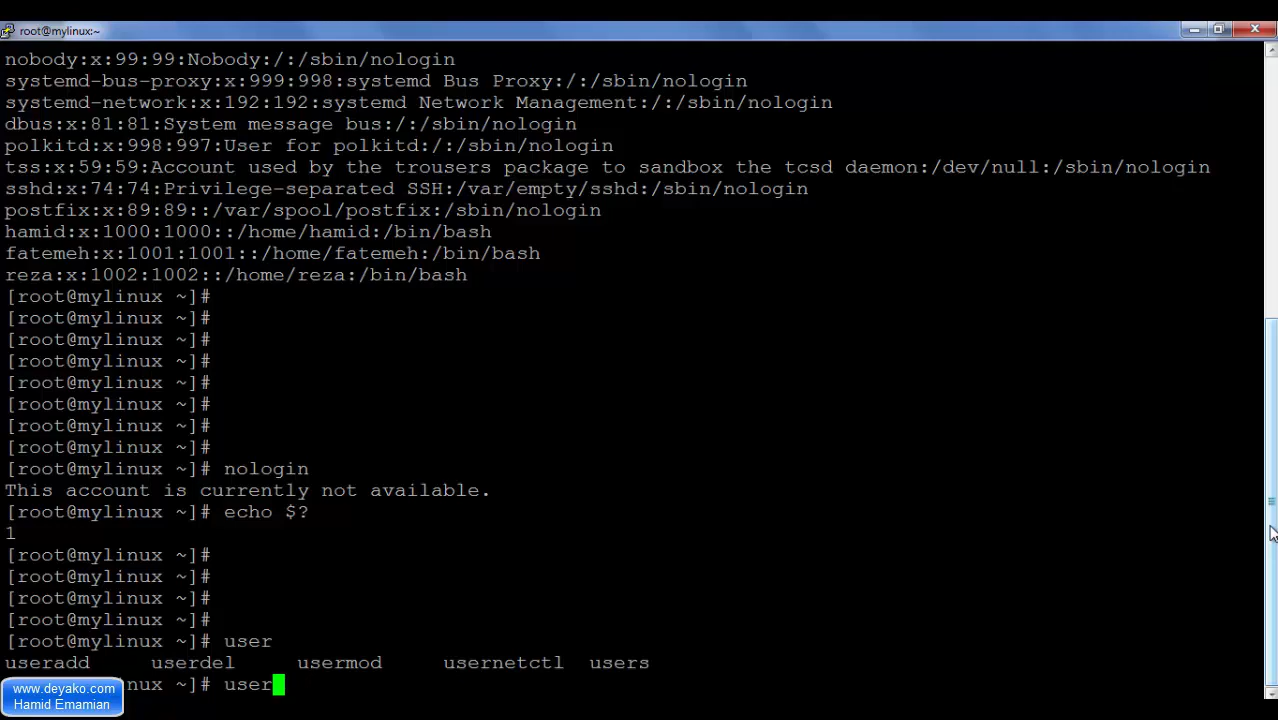 root@mylinux:~
nobody:x:99:99:Nobody:/:/sbin/nologin
systemd-bus-proxy:x:999:998:systemd Bus Proxy:/:/sbin/nologin
systemd-network:x:192:192:systemd Network Management:/:/sbin/nologin
dbus:x:81:81:System message bus:/:/sbin/nologin
polkitd:x:998:997:User for polkitd:/:/sbin/nologin
tss:x:59:59:Account used by the trousers package to sandbox the tcsd daemon:/dev/null:/sbin/nologin
sshd:x:74:74:Privilege-separated SSH:/var/empty/sshd:/sbin/nologin
postfix:x:89:89::/var/spool/postfix:/sbin/nologin
hamid:x:1000:1000::/home/hamid:/bin/bash
fatemeh:x:1001:1001::/home/fatemeh:/bin/bash
reza:x:1002:1002::/home/reza:/bin/bash
[root@mylinux ~]#
[root@mylinux ~]#
[root@mylinux ~]#
[root@mylinux ~]#
[root@mylinux ~]#
[root@mylinux ~]#
[root@mylinux ~]#
[root@mylinux ~]#
[root@mylinux ~]# nologin
This account is currently not available.
[root@mylinux ~]# echo $?
1
[root@mylinux ~]#
[root@mylinux ~]#
[root@mylinux ~]#
[root@mylinux ~]#
[root@mylinux ~]# user
useradd userdel usermod usernetctl users
nux ~]# user
www.deyako.com
Hamid Emamian